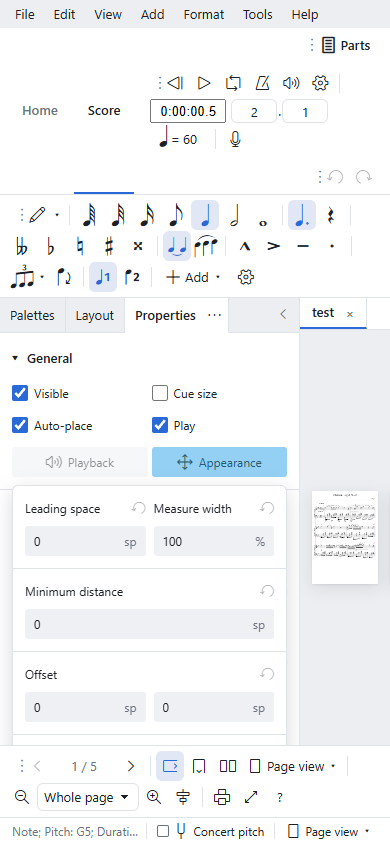 File Edit View Add Format Tools Help
Parts
Home Score 0:00:00.5 2 . 1
= 60
3 1 2 Add
Palettes Layout Properties ··· test ×
General
Visible Cue size
Auto-place Play
Playback Appearance
Leading space Measure width
0 sp 100 %
Minimum distance
0 sp
Offset
0 sp 0 sp
1 / 5 Page view
Whole page ?
Note; Pitch: G5; Durati... Concert pitch Page view